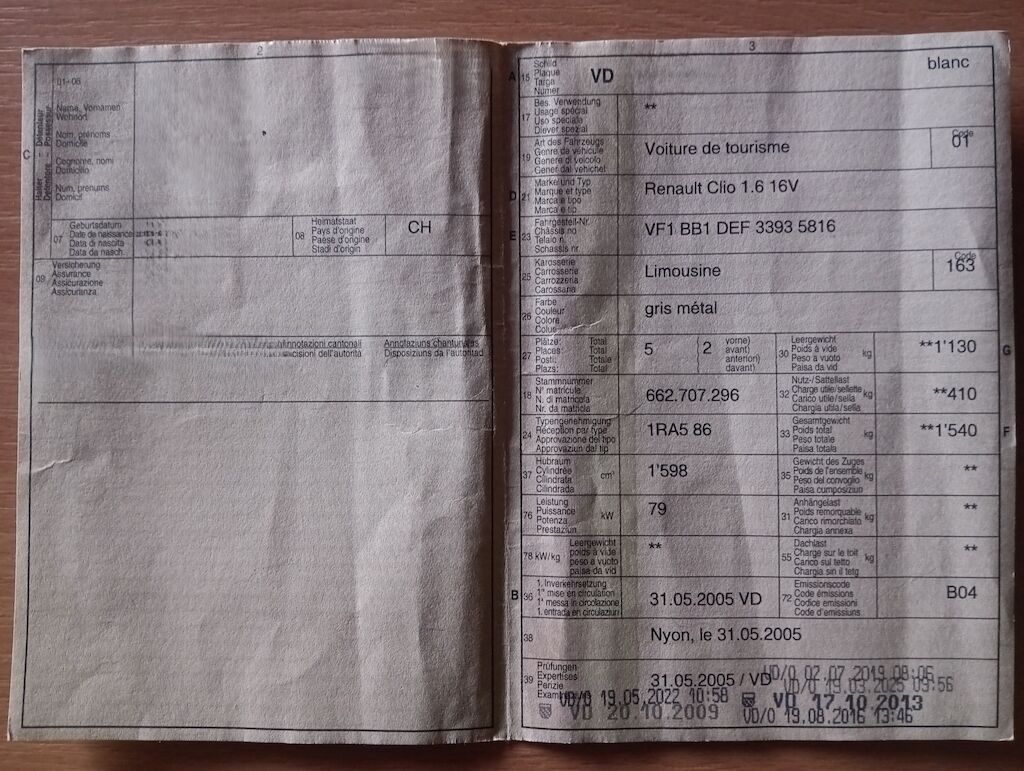 2
01-06
Halter – Détenteur
Detentore – Possessur
C
Name, Vornamen
Wohnort
Nom, prénoms
Domicile
Cognome, nomi
Domicilio
Num, prenums
Domicil
07
Geburtsdatum
Date de naissance
Data di nascita
Data da nasch.
08
Heimatstaat
Pays d'origine
Paese d'origine
Stadi d'origin
CH
09
Versicherung
Assurance
Assicurazione
Assicuranza
Annotazioni cantonali
Annotaziuns chantunalas
Disposiziuns da l'autoritad
3
A 15
Schild
Plaque
Targa
Numer
VD
blanc
17
Bes. Verwendung
Usage spécial
Uso speciale
Diever spezial
**
19
Art des Fahrzeugs
Genre de véhicule
Genere di veicolo
Gener dal vehichel
Voiture de tourisme
Code
01
D 21
Marke und Typ
Marque et type
Marca e tipo
Marca e tip
Renault Clio 1.6 16V
E 23
Fahrgestell-Nr.
Châssis no
Telaio n.
Schassis nr.
VF1 BB1 DEF 3393 5816
25
Karosserie
Carrosserie
Carrozzeria
Carossaria
Limousine
Code
163
26
Farbe
Couleur
Colore
Colur
gris métal
27
Plätze: Total
Places: Total
Posti: Totale
Plazs: Total
5
(2
vorne)
avant)
anteriori)
davant)
30
Leergewicht
Poids à vide
Peso a vuoto
Paisa da vid
kg
**1'130
G
18
Stammnummer
N° matricule
N. di matricola
Nr. da matricla
662.707.296
32
Nutz-/Sattellast
Charge utile/sellette
Carico utile/sella
Chargia utila/sella
kg
**410
24
Typengenehmigung
Réception par type
Approvazione del tipo
Approvaziun dal tip
1RA5 86
33
Gesamtgewicht
Poids total
Peso totale
Paisa totala
kg
**1'540
F
37
Hubraum
Cylindrée
Cilindrata
Cilindrada
cm³
1'598
35
Gewicht des Zuges
Poids de l'ensemble
Peso del convoglio
Paisa cumposiziun
kg
**
76
Leistung
Puissance
Potenza
Prestaziun
kW
79
31
Anhängelast
Poids remorquable
Carico rimorchiato
Chargia annexa
kg
**
78 kW/kg
Leergewicht
poids à vide
peso a vuoto
paisa da vid
**
55
Dachlast
Charge sur le toit
Carico sul tetto
Chargia sin il tetg
kg
**
B 36
1. Inverkehrsetzung
1re mise en circulation
1a messa in circolazione
1. entrada en circulaziun
31.05.2005 VD
72
Emissionscode
Code émissions
Codice emissioni
Code d'emissiuns
B04
38
Nyon, le 31.05.2005
39
Prüfungen
Expertises
Perizie
31.05.2005 / VD
VD/O 02.07.2019 08:06
VD/O 19.03.2025 03:56
VD/O 19.05.2022 10:58
VD 17.10.2013
VD 20.10.2009
VD/O 19.08.2016 13:46